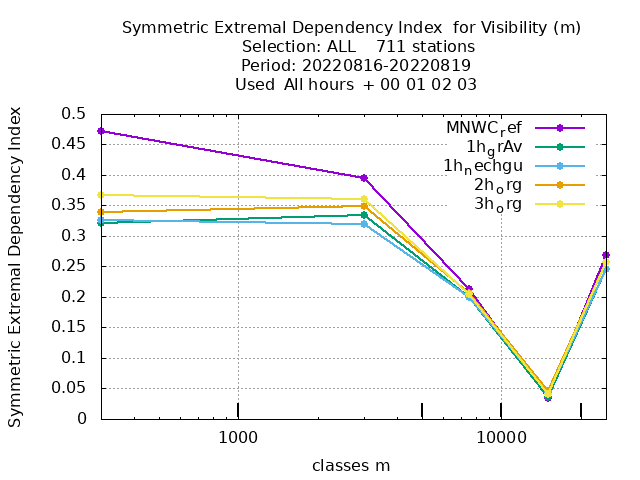 Symmetric Extremal Dependency Index  for Visibility (m)
Selection: ALL    711 stations
Period: 20220816-20220819
Used  All hours  + 00 01 02 03
Symmetric Extremal Dependency Index
0.5
0.45
0.4
0.35
0.3
0.25
0.2
0.15
0.1
0.05
0
MNWCref
1hgrAv
1hnechgu
2horg
3horg
1000
10000
classes m